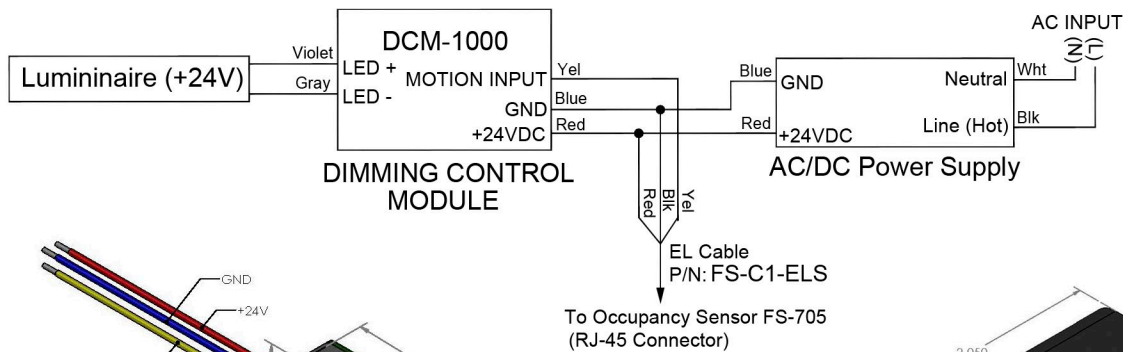 AC INPUT
(N)
(L)
DCM-1000
Violet
LED +
Gray
LED -
Lumininaire (+24V)
MOTION INPUT
Yel
GND
Blue
+24VDC
Red
DIMMING CONTROL
MODULE
Blue
GND
Neutral
Wht
Red
+24VDC
Line (Hot)
Blk
AC/DC Power Supply
Red
Blk
Yel
EL Cable
P/N: FS-C1-ELS
To Occupancy Sensor FS-705
(RJ-45 Connector)
GND
+24V